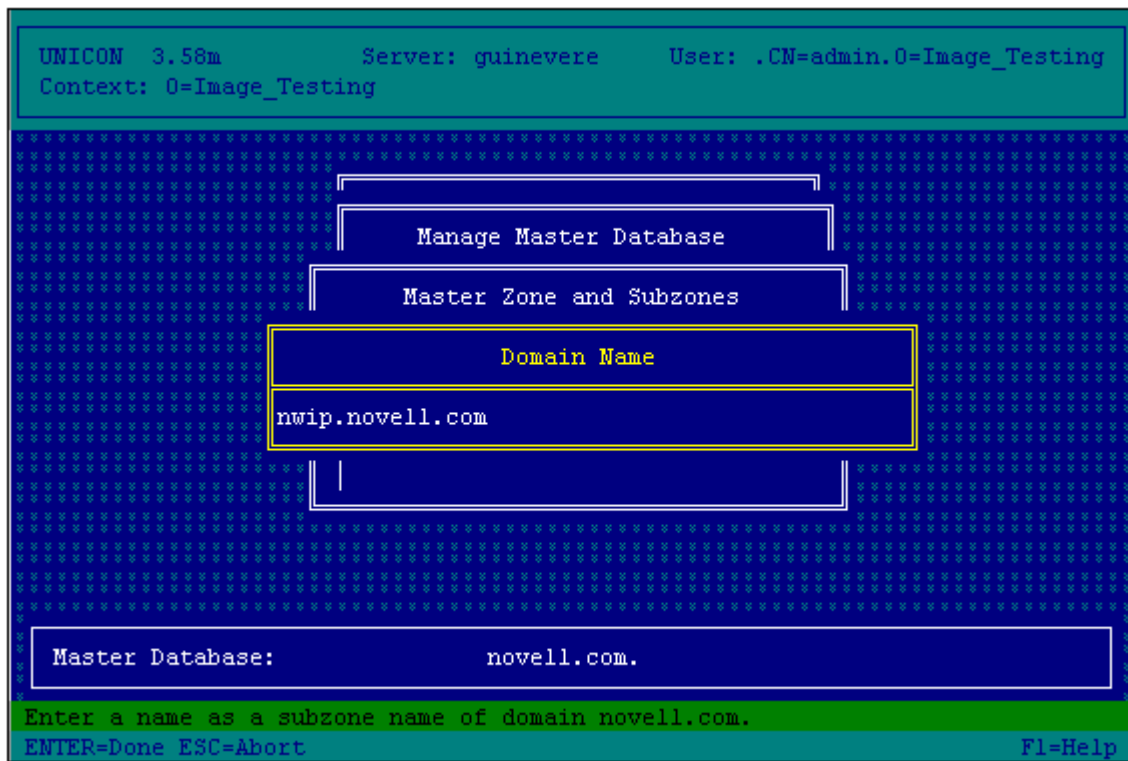 UNICON 3.58m Server: guinevere User: .CN=admin.O=Image_Testing
Context: O=Image_Testing
Manage Master Database
Master Zone and Subzones
Domain Name
nwip.novell.com
Master Database: novell.com.
Enter a name as a subzone name of domain novell.com.
ENTER=Done ESC=Abort F1=Help